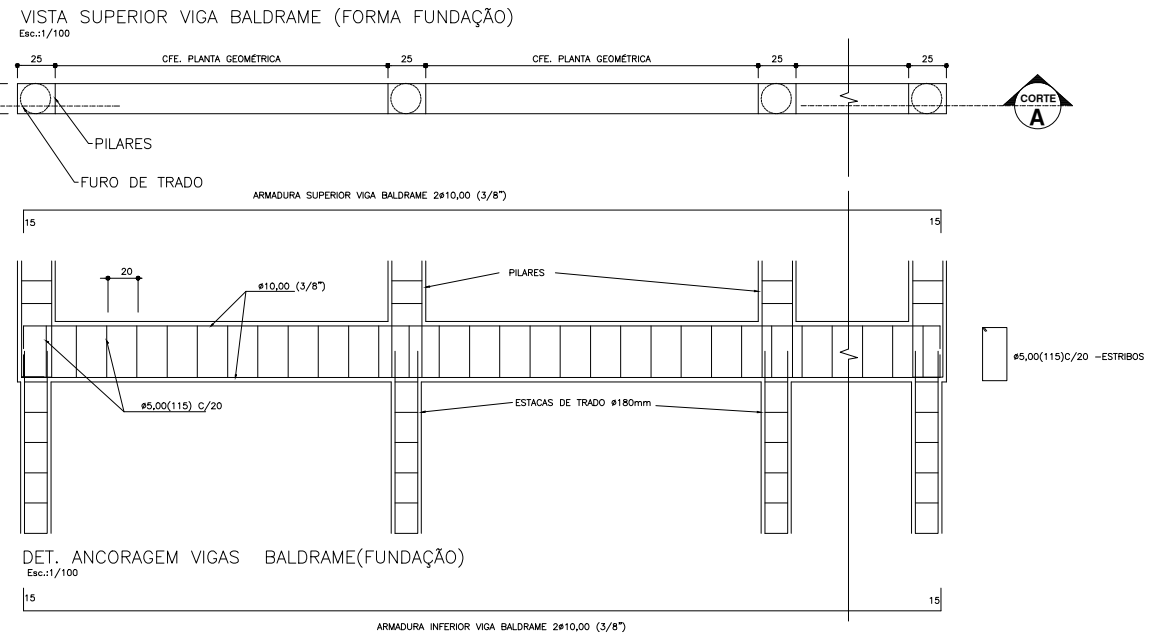 VISTA SUPERIOR VIGA BALDRAME (FORMA FUNDAÇÃO)
Esc.:1/100
25 CFE. PLANTA GEOMÉTRICA 25 CFE. PLANTA GEOMÉTRICA 25 25
CORTE
A
PILARES
FURO DE TRADO
ARMADURA SUPERIOR VIGA BALDRAME 2ø10,00 (3/8")
15 15
20
PILARES
ø10,00 (3/8")
ø5,00(115)C/20 -ESTRIBOS
ø5,00(115) C/20
ESTACAS DE TRADO ø180mm
DET. ANCORAGEM VIGAS BALDRAME(FUNDAÇÃO)
Esc.:1/100
15 15
ARMADURA INFERIOR VIGA BALDRAME 2ø10,00 (3/8")